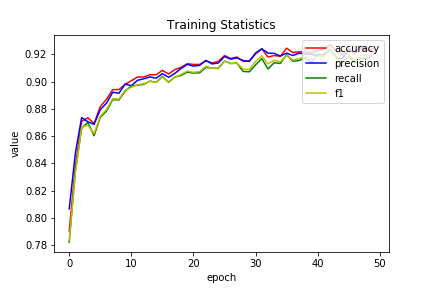 Training Statistics
accuracy
precision
recall
f1
0.92
0.90
0.88
0.86
0.84
0.82
0.80
0.78
value
0 10 20 30 40 50
epoch